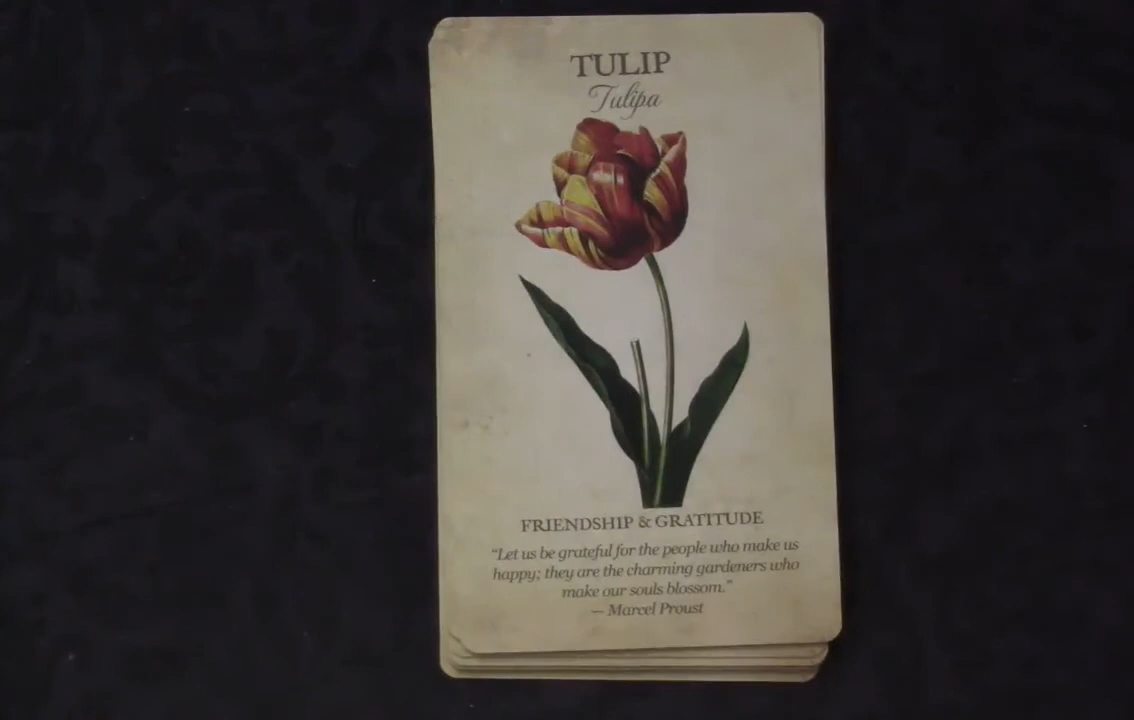 TULIP
Tulipa
FRIENDSHIP & GRATITUDE
“Let us be grateful for the people who make us
happy; they are the charming gardeners who
make our souls blossom.”
— Marcel Proust